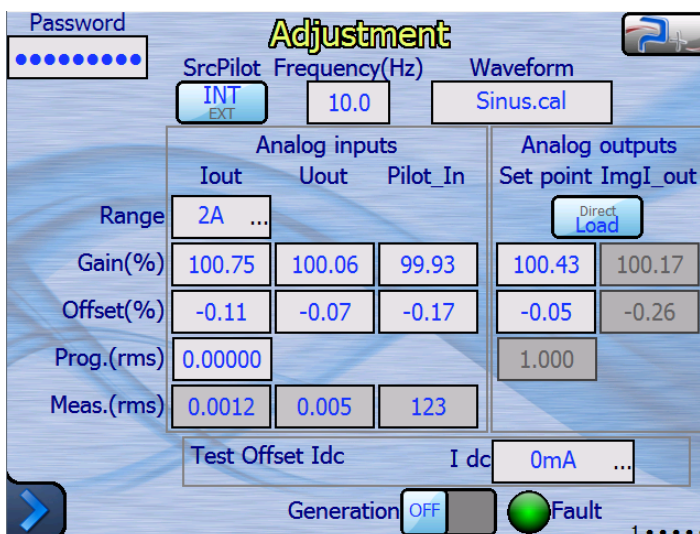 Password
Adjustment
●●●●●●●●●
SrcPilot Frequency(Hz) Waveform
INT
EXT
10.0
Sinus.cal
Analog inputs
Analog outputs
Iout Uout Pilot_In
Set point ImgI_out
Range 2A ...
Direct
Load
Gain(%) 100.75 100.06 99.93 100.43 100.17
Offset(%) -0.11 -0.07 -0.17 -0.05 -0.26
Prog.(rms) 0.00000 1.000
Meas.(rms) 0.0012 0.005 123
Test Offset Idc I dc 0mA ...
Generation OFF Fault